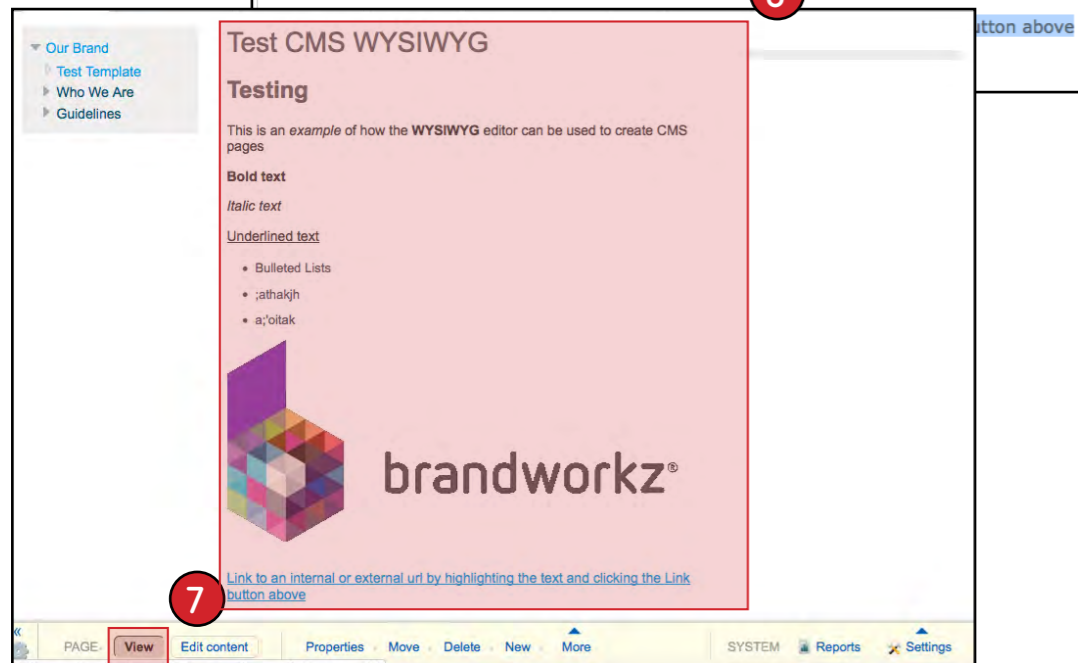 utton above
Our Brand
Test Template
Who We Are
Guidelines
Test CMS WYSIWYG
Testing
This is an example of how the WYSIWYG editor can be used to create CMS
pages
Bold text
Italic text
Underlined text
• Bulleted Lists
• ;athakjh
• a;'oitak
brandworkz®
Link to an internal or external url by highlighting the text and clicking the Link
button above
7
« PAGE View Edit content Properties Move Delete New More SYSTEM Reports Settings